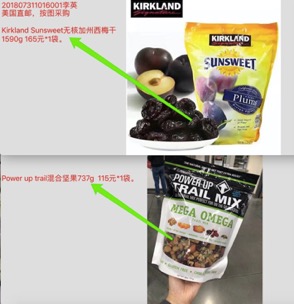 201807311016001李英
美国直邮，按图采购
Kirkland Sunsweet无核加州西梅干
1590g 165元*1袋。
KIRKLAND
Signature
KIRKLAND
Signature
SUNSWEET
Plums
Power up trail混合坚果737g  115元*1袋。
POWER UP
TRAIL MIX
MEGA OMEGA